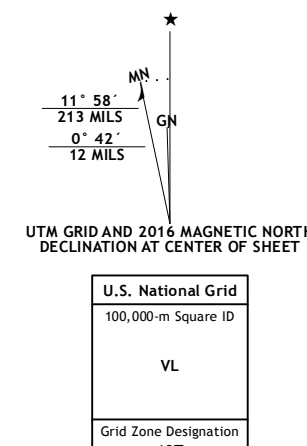 ★
MN
11° 58´
213 MILS
GN
0° 42´
12 MILS
UTM GRID AND 2016 MAGNETIC NORTH
DECLINATION AT CENTER OF SHEET
U.S. National Grid
100,000-m Square ID
VL
Grid Zone Designation